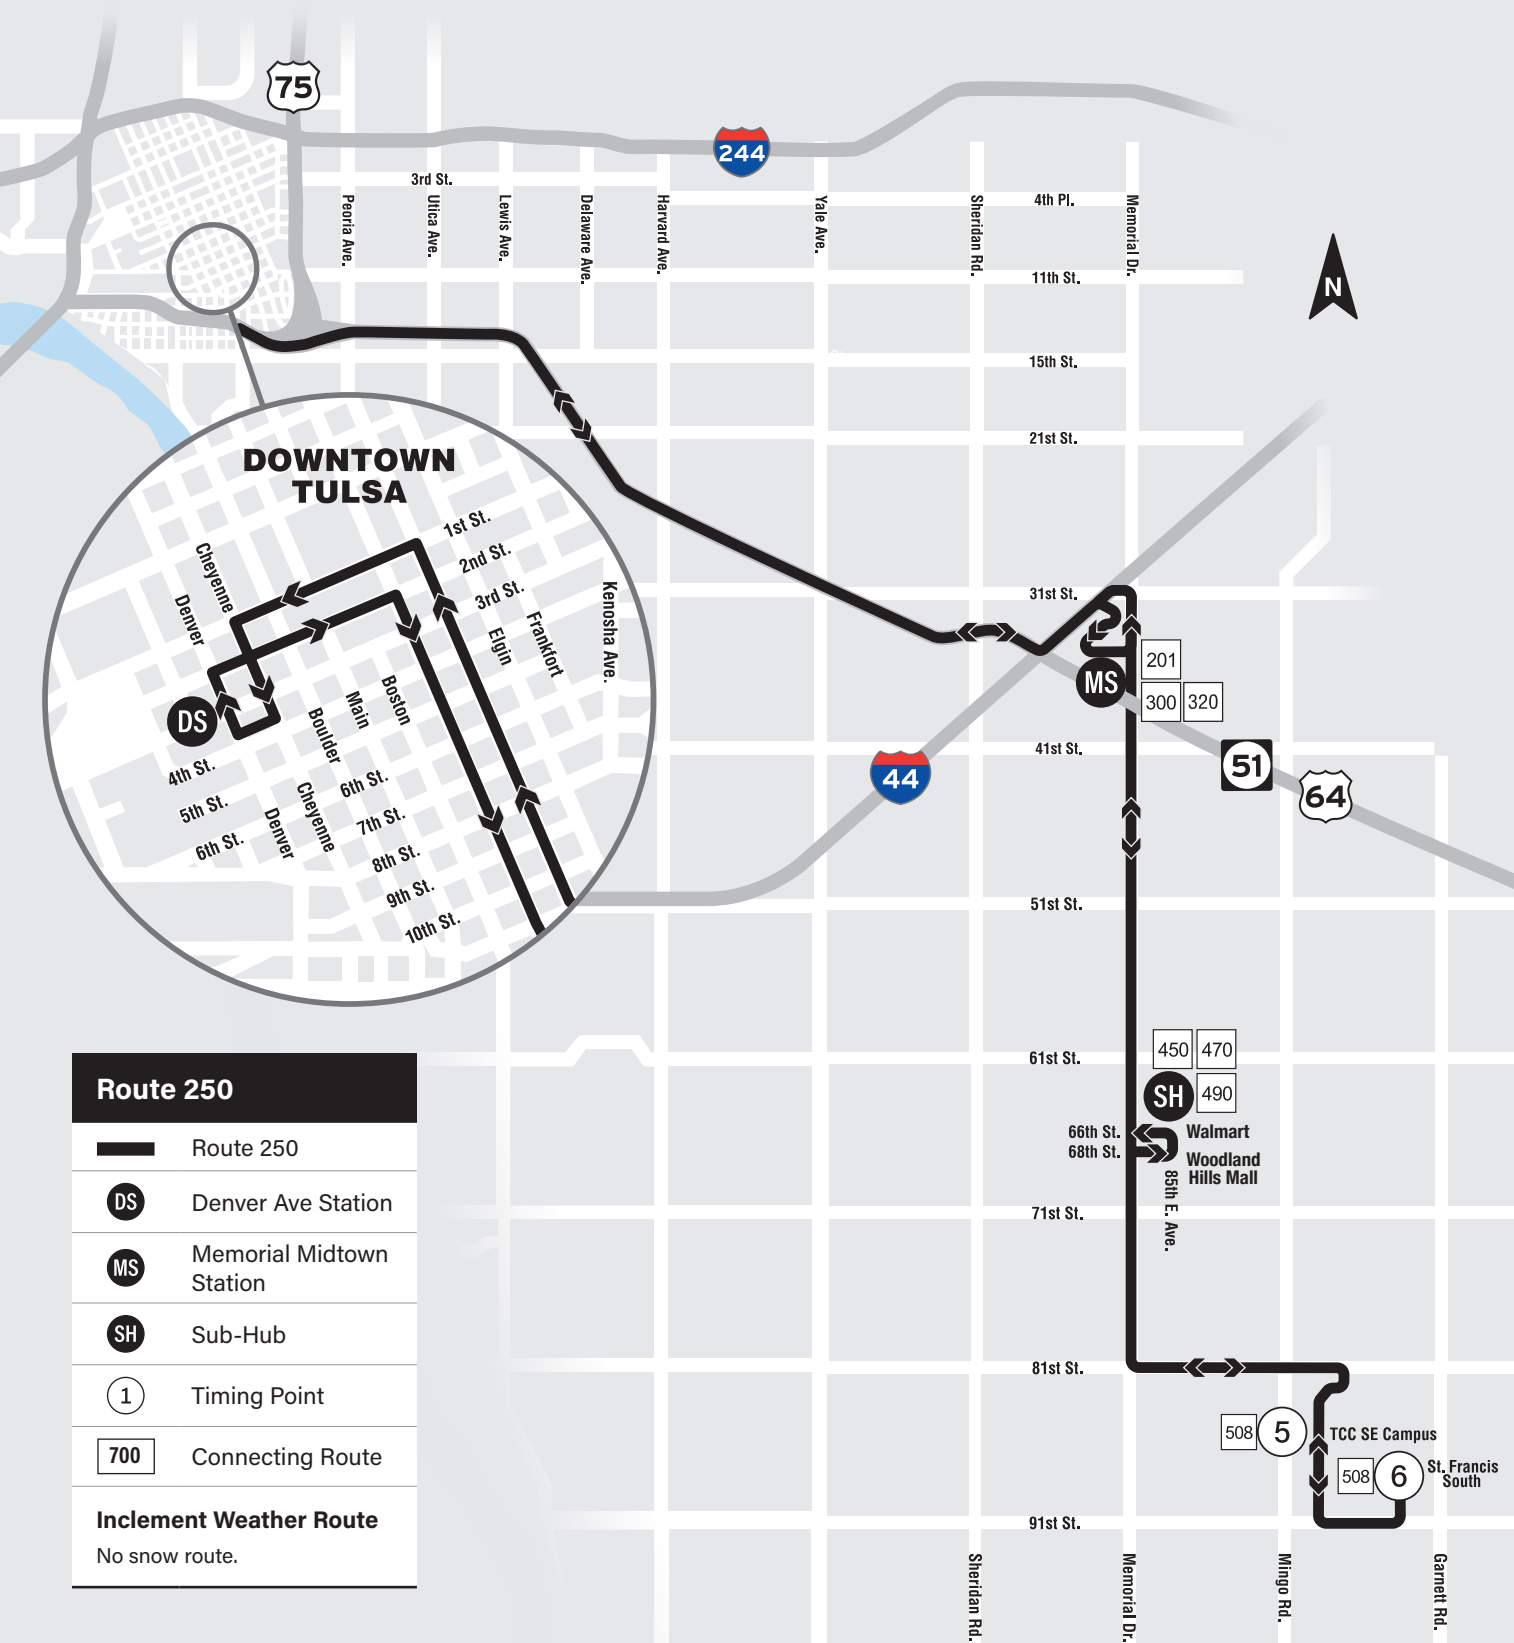 75
244
3rd St.
4th Pl.
Peoria Ave.
Utica Ave.
Lewis Ave.
Delaware Ave.
Harvard Ave.
Yale Ave.
Sheridan Rd.
Memorial Dr.
11th St.
N
15th St.
21st St.
DOWNTOWN
TULSA
1st St.
2nd St.
3rd St.
Cheyenne
Denver
Elgin
Frankfort
Kenosha Ave.
31st St.
MS
201
300
320
DS
Boston
Main
Boulder
4th St.
5th St.
6th St.
Denver
Cheyenne
6th St.
7th St.
8th St.
9th St.
10th St.
41st St.
44
51
64
51st St.
61st St.
450
470
SH
490
66th St.
68th St.
Walmart
Woodland
Hills Mall
85th E. Ave.
71st St.
81st St.
508
5
TCC SE Campus
508
6
St. Francis
South
91st St.
Sheridan Rd.
Memorial Dr.
Mingo Rd.
Garnett Rd.
Route 250
Route 250
DS
Denver Ave Station
MS
Memorial Midtown
Station
SH
Sub-Hub
1
Timing Point
700
Connecting Route
Inclement Weather Route
No snow route.